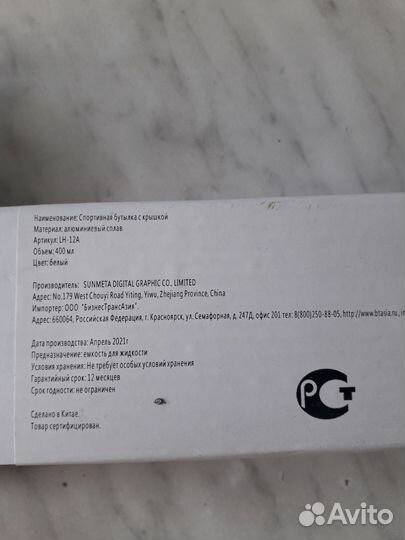 Наименование: Спортивная бутылка с крышкой
Материал: алюминиевый сплав
Артикул: LH-12A
Объем: 400 мл
Цвет: белый
Производитель: SUNMETA DIGITAL GRAPHIC CO., LIMITED
Адрес: No.179 West Chouyi Road Yiting, Yiwu, Zhejiang Province, China
Импортер: ООО "БизнесТрансАзия".
Адрес: 660064, Российская Федерация, г. Красноярск, ул. Семафорная, д. 247Д, офис 201 тел: 8(800)250-88-05, http://www.btasia.ru, in
Дата производства: Апрель 2021г
Предназначение: емкость для жидкости
Условия хранения: Не требует особых условий хранения
Гарантийный срок: 12 месяцев
Срок годности: не ограничен
Сделано в Китае.
Товар сертифицирован.
РСТ
Avito